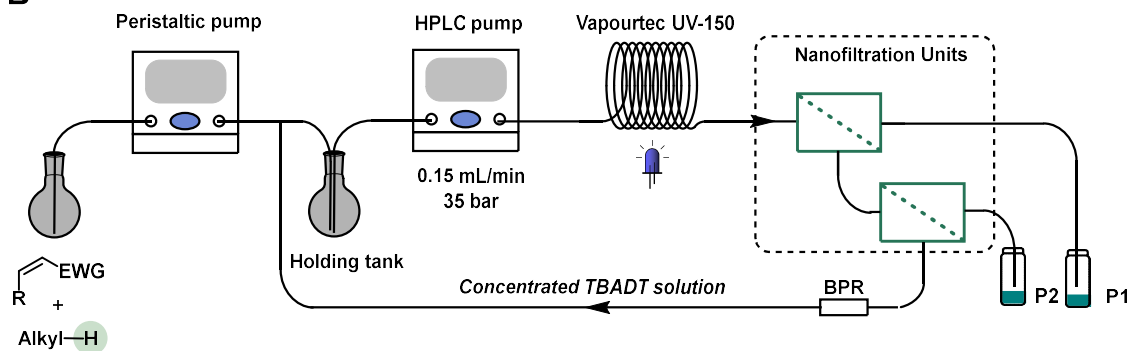 B
Peristaltic pump
HPLC pump
Vapourtec UV-150
Nanofiltration Units
0.15 mL/min
35 bar
Holding tank
EWG
R
+
Alkyl–H
Concentrated TBADT solution
BPR
P2
P1